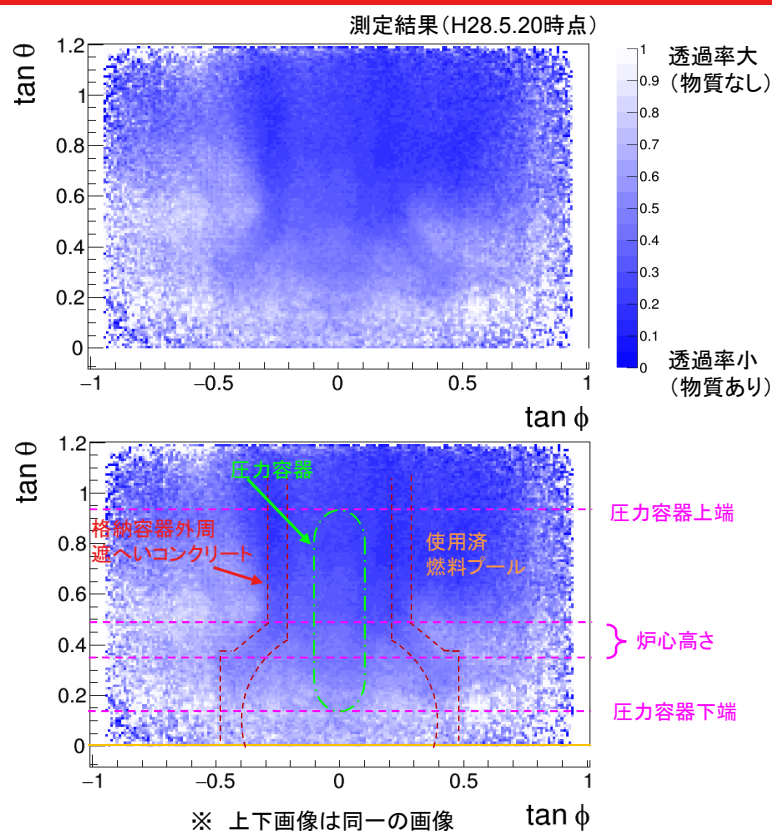 測定結果(H28.5.20時点)
tan θ
1.2
1
0.8
0.6
0.4
0.2
0
−1
−0.5
0
0.5
1
tan ϕ
1
0.9
0.8
0.7
0.6
0.5
0.4
0.3
0.2
0.1
0
透過率大
(物質なし)
透過率小
(物質あり)
tan θ
1.2
1
0.8
0.6
0.4
0.2
0
圧力容器
格納容器外周
遮へいコンクリート
使用済
燃料プール
圧力容器上端
炉心高さ
圧力容器下端
−1
−0.5
0
0.5
1
tan ϕ
※ 上下画像は同一の画像